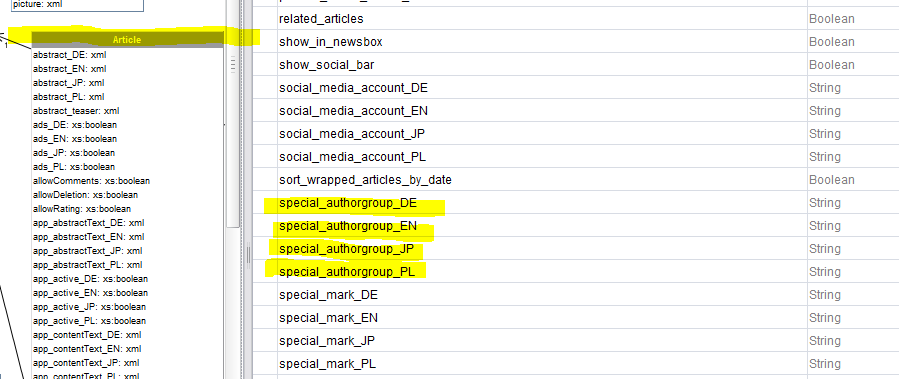 picture: xml
1
Article
abstract_DE: xml
abstract_EN: xml
abstract_JP: xml
abstract_PL: xml
abstract_teaser: xml
ads_DE: xs:boolean
ads_EN: xs:boolean
ads_JP: xs:boolean
ads_PL: xs:boolean
allowComments: xs:boolean
allowDeletion: xs:boolean
allowRating: xs:boolean
app_abstractText_DE: xml
app_abstractText_EN: xml
app_abstractText_JP: xml
app_abstractText_PL: xml
app_active_DE: xs:boolean
app_active_EN: xs:boolean
app_active_JP: xs:boolean
app_active_PL: xs:boolean
app_contentText_DE: xml
app_contentText_EN: xml
app_contentText_JP: xml
app_contentText_PL: xml
related_articles Boolean
show_in_newsbox Boolean
show_social_bar Boolean
social_media_account_DE String
social_media_account_EN String
social_media_account_JP String
social_media_account_PL String
sort_wrapped_articles_by_date Boolean
special_authorgroup_DE String
special_authorgroup_EN String
special_authorgroup_JP String
special_authorgroup_PL String
special_mark_DE String
special_mark_EN String
special_mark_JP String
special_mark_PL String